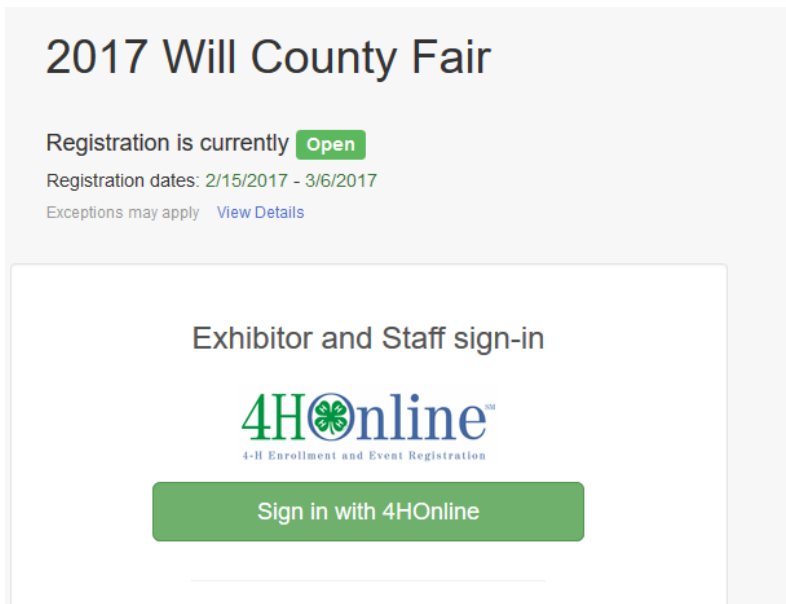 2017 Will County Fair
Registration is currently Open
Registration dates: 2/15/2017 - 3/6/2017
Exceptions may apply View Details
Exhibitor and Staff sign-in
4HOnline℠
4-H Enrollment and Event Registration
Sign in with 4HOnline